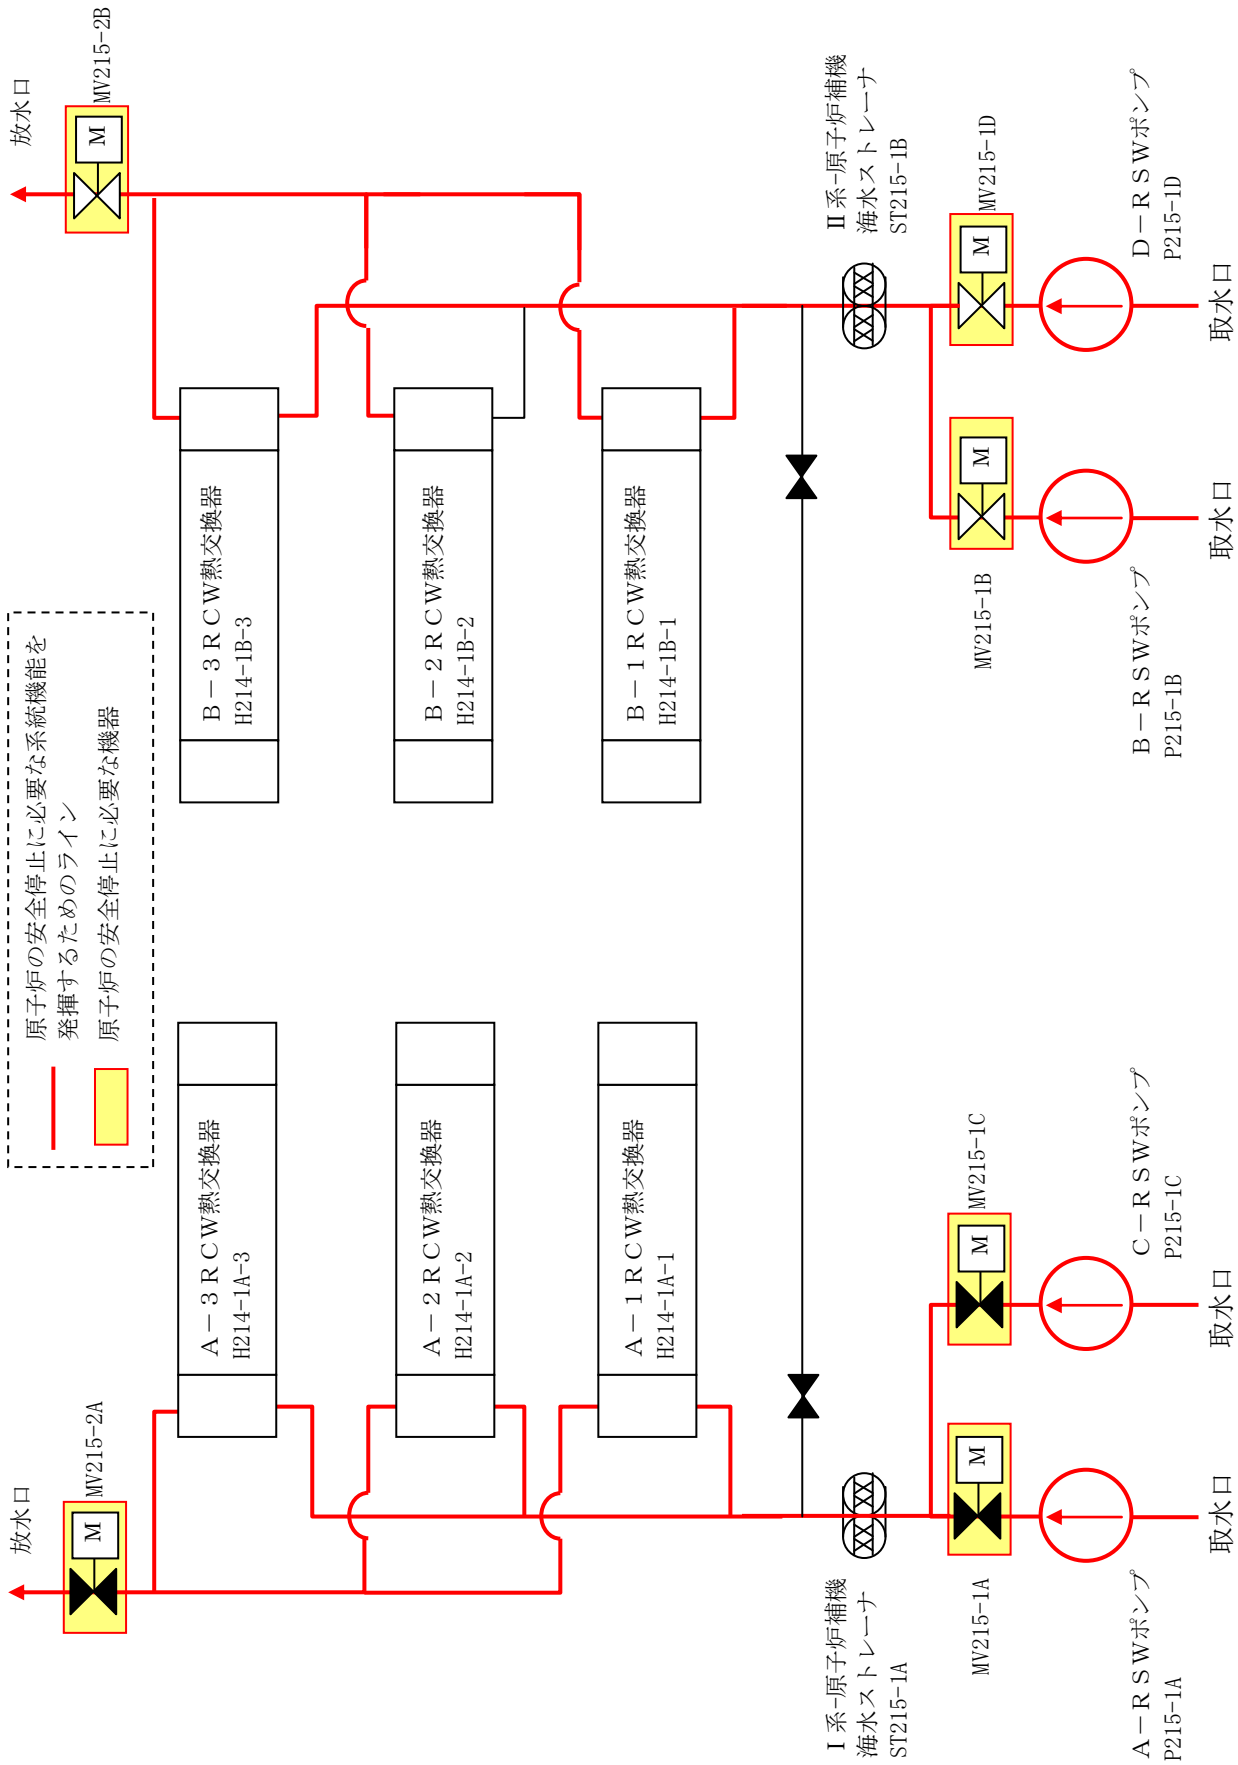 原子炉の安全停止に必要な系統機能を
発揮するためのライン
原子炉の安全停止に必要な機器
放水口
MV215-2A
M
放水口
MV215-2B
M
A－3RCW熱交換器
H214-1A-3
B－3RCW熱交換器
H214-1B-3
A－2RCW熱交換器
H214-1A-2
B－2RCW熱交換器
H214-1B-2
A－1RCW熱交換器
H214-1A-1
B－1RCW熱交換器
H214-1B-1
Ⅰ系-原子炉補機
海水ストレーナ
ST215-1A
Ⅱ系-原子炉補機
海水ストレーナ
ST215-1B
MV215-1A
M
MV215-1C
M
MV215-1B
M
MV215-1D
M
A－RSWポンプ
P215-1A
C－RSWポンプ
P215-1C
B－RSWポンプ
P215-1B
D－RSWポンプ
P215-1D
取水口
取水口
取水口
取水口